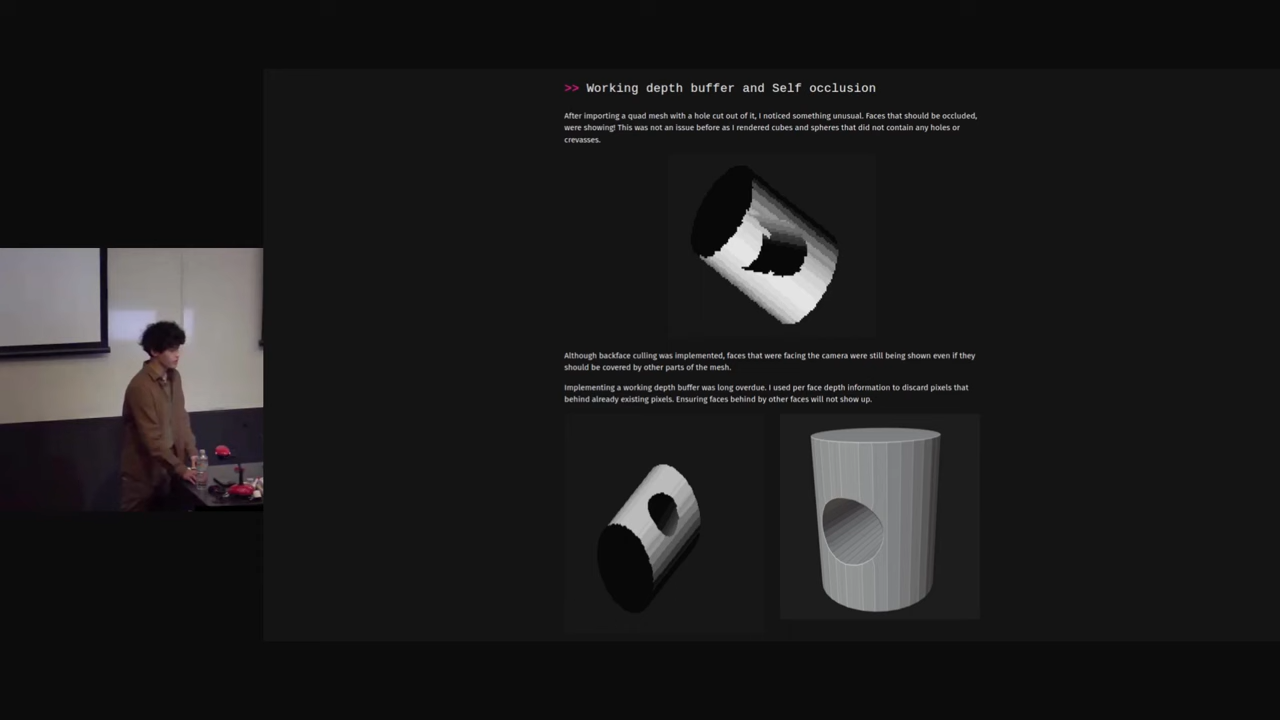 >> Working depth buffer and Self occlusion
After importing a quad mesh with a hole cut out of it, I noticed something unusual. Faces that should be occluded,
were showing! This was not an issue before as I rendered cubes and spheres that did not contain any holes or
crevasses.
Although backface culling was implemented, faces that were facing the camera were still being shown even if they
should be covered by other parts of the mesh.
Implementing a working depth buffer was long overdue. I used per face depth information to discard pixels that
behind already existing pixels. Ensuring faces behind by other faces will not show up.